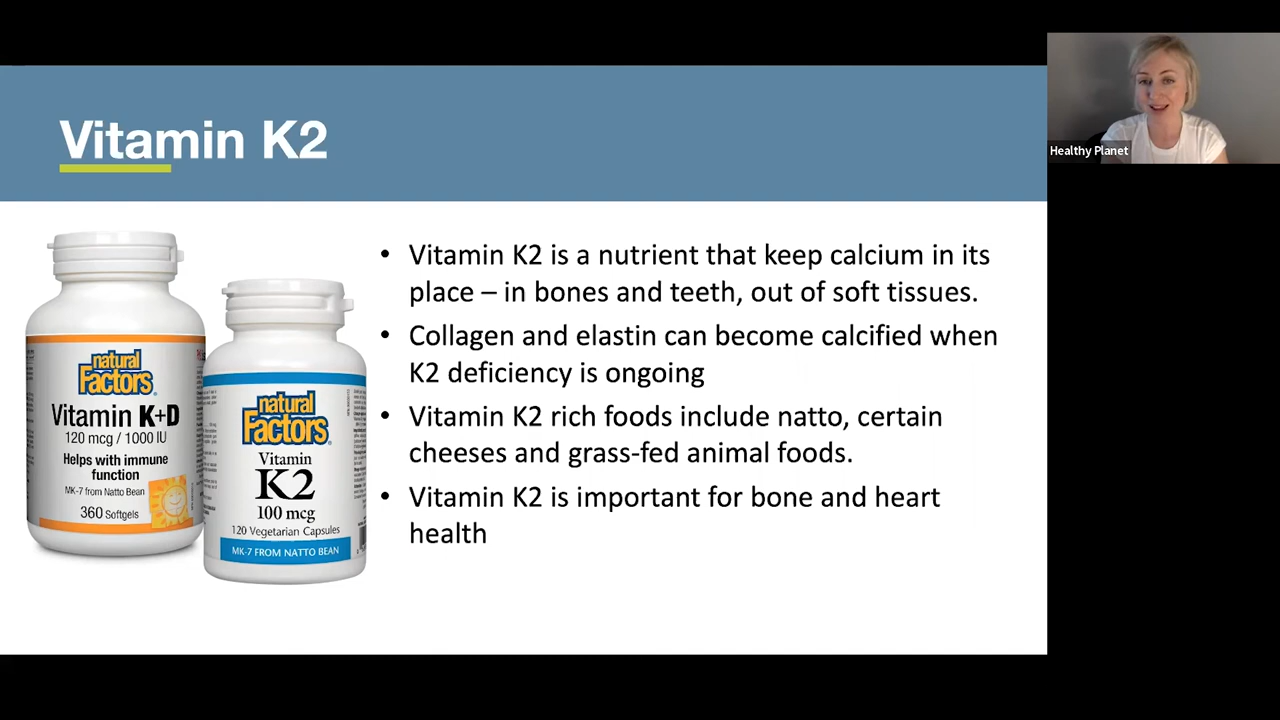 Vitamin K2
Healthy Planet
• Vitamin K2 is a nutrient that keep calcium in its
place – in bones and teeth, out of soft tissues.
• Collagen and elastin can become calcified when
K2 deficiency is ongoing
• Vitamin K2 rich foods include natto, certain
cheeses and grass-fed animal foods.
• Vitamin K2 is important for bone and heart
health
natural
Factors
Vitamin K+D
120 mcg / 1000 IU
Helps with immune
function
MK-7 from Natto Bean
360 Softgels
natural
Factors
Vitamin
K2
100 mcg
120 Vegetarian Capsules
MK-7 FROM NATTO BEAN